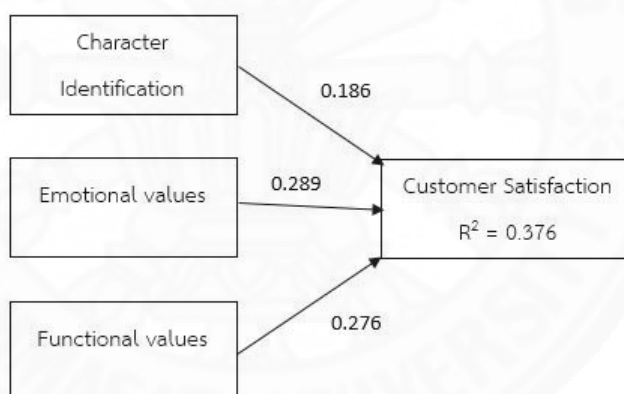 Character
Identification
0.186
Emotional values
0.289
Customer Satisfaction
R² = 0.376
Functional values
0.276